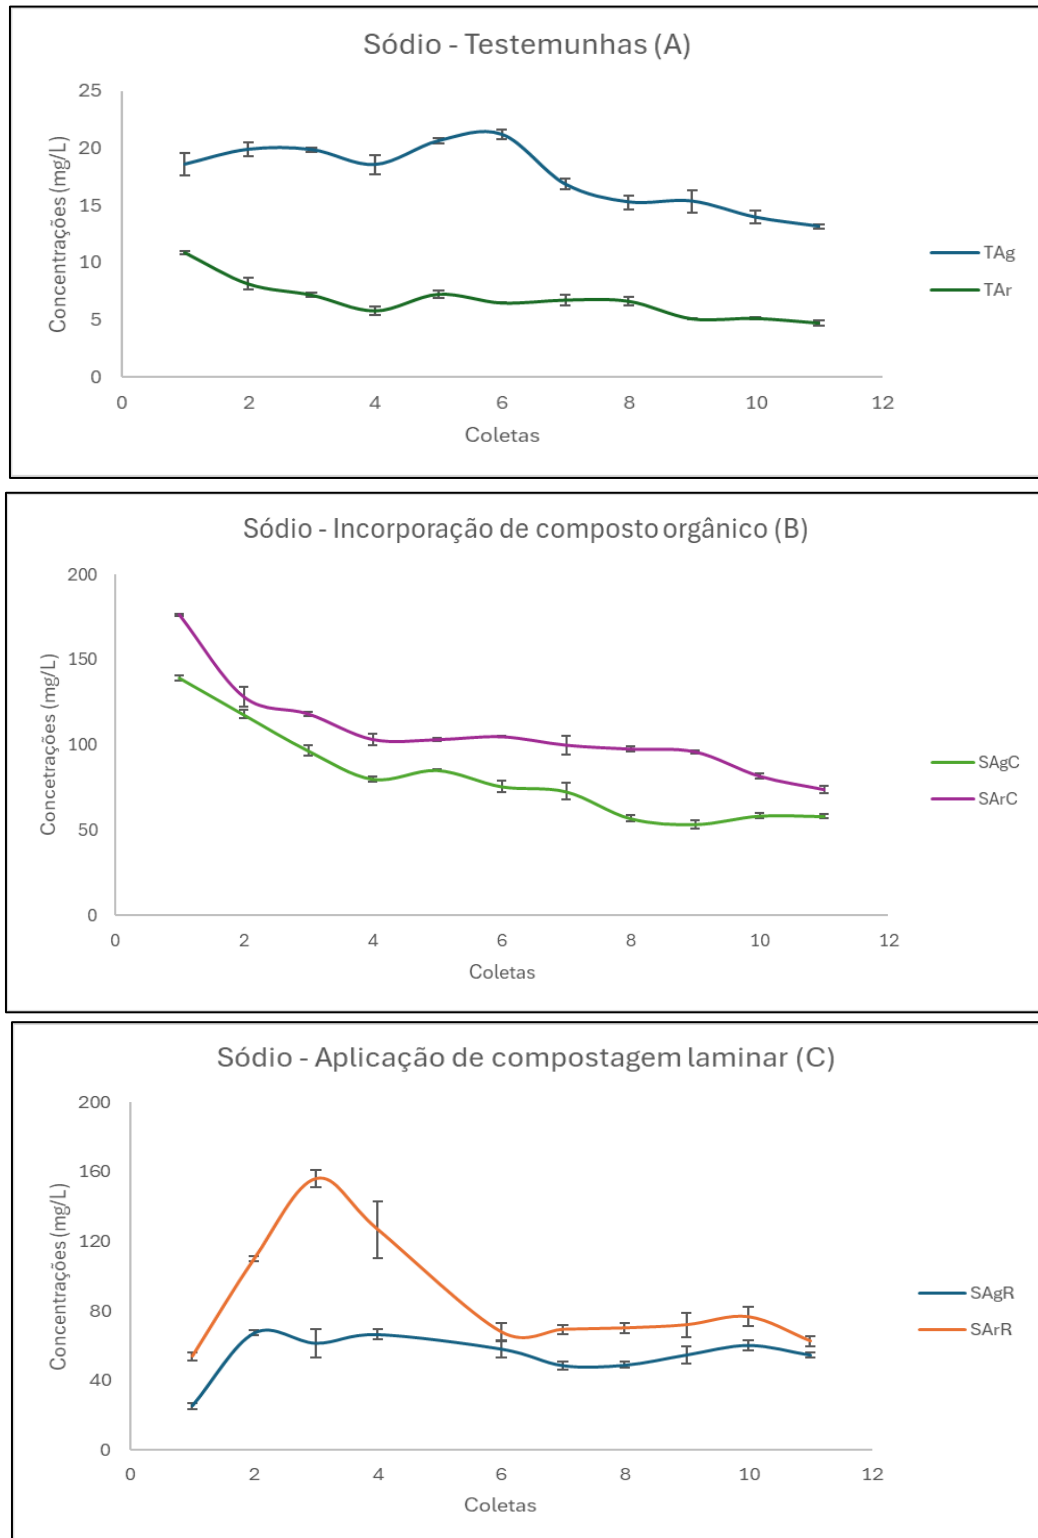 Sódio - Testemunhas (A)
Concentrações (mg/L)
25
20
15
10
5
0
0 2 4 6 8 10 12
Coletas
TAg
TAr
Sódio - Incorporação de composto orgânico (B)
Concetrações (mg/L)
200
150
100
50
0
0 2 4 6 8 10 12
Coletas
SAgC
SArC
Sódio - Aplicação de compostagem laminar (C)
Concentrações (mg/L)
200
160
120
80
40
0
0 2 4 6 8 10 12
Coletas
SAgR
SArR